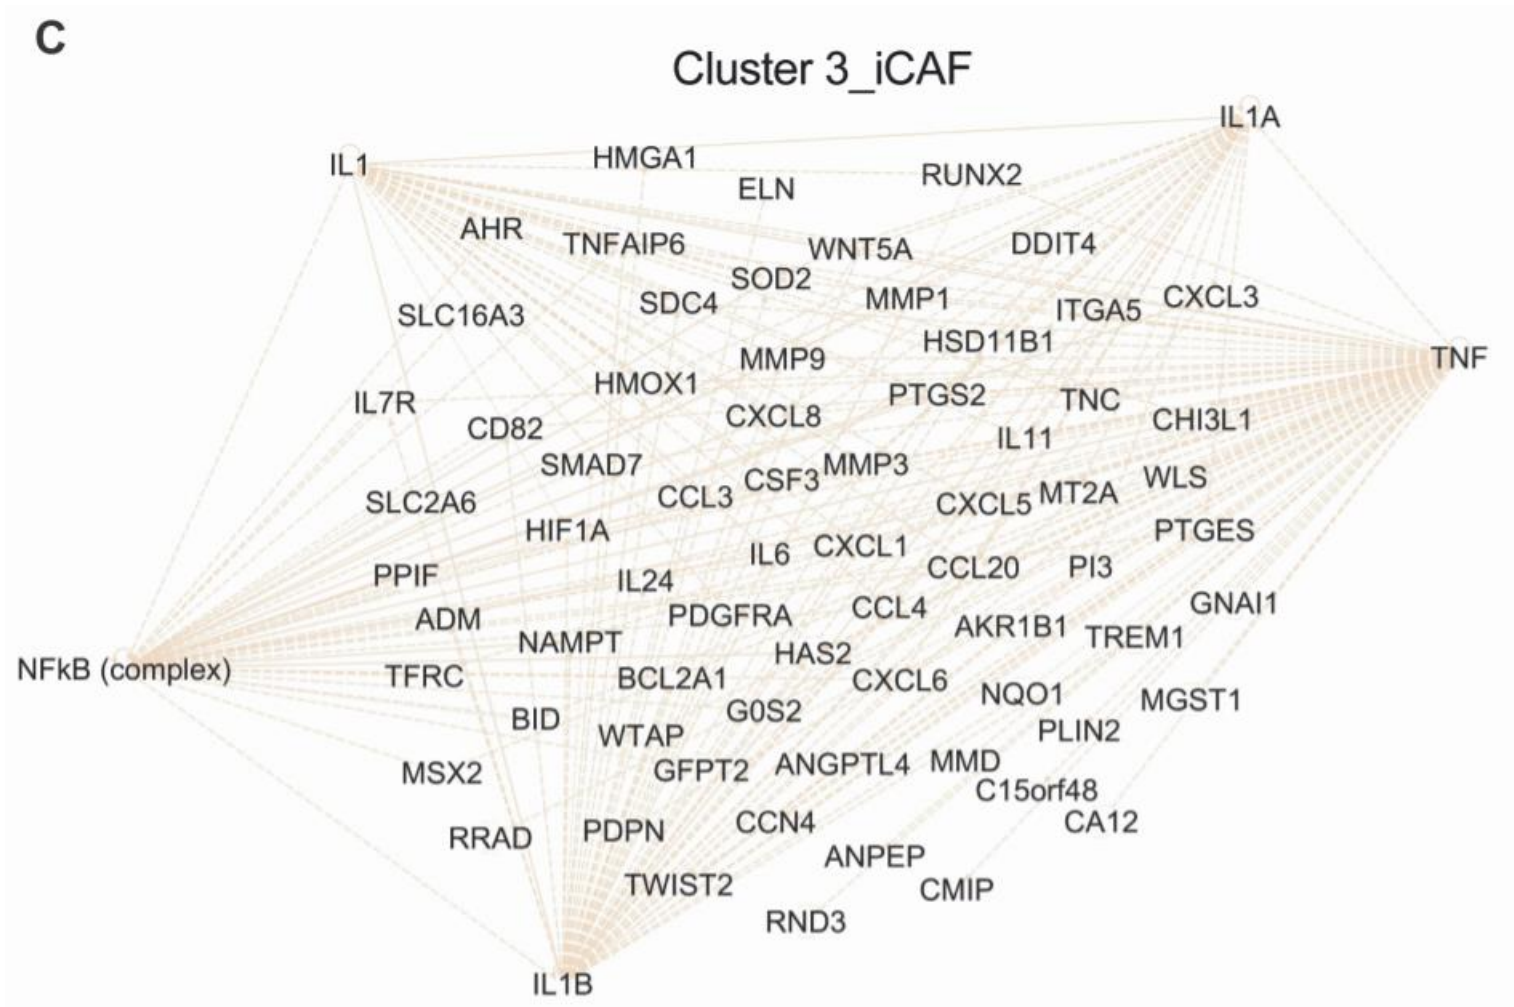 C
Cluster 3_iCAF
IL1A
IL1
HMGA1
ELN
RUNX2
AHR
TNFAIP6
WNT5A
DDIT4
SOD2
SDC4
MMP1
ITGA5
CXCL3
SLC16A3
HSD11B1
MMP9
TNF
HMOX1
PTGS2
TNC
IL7R
CXCL8
CHI3L1
CD82
IL11
SMAD7
CSF3
MMP3
WLS
SLC2A6
CCL3
CXCL5
MT2A
HIF1A
PTGES
IL6
CXCL1
PPIF
IL24
CCL20
PI3
GNAI1
ADM
PDGFRA
CCL4
AKR1B1
TREM1
NAMPT
HAS2
NFkB (complex)
TFRC
BCL2A1
CXCL6
NQO1
MGST1
BID
G0S2
WTAP
PLIN2
MSX2
GFPT2
ANGPTL4
MMD
C15orf48
RRAD
PDPN
CCN4
CA12
ANPEP
TWIST2
CMIP
RND3
IL1B